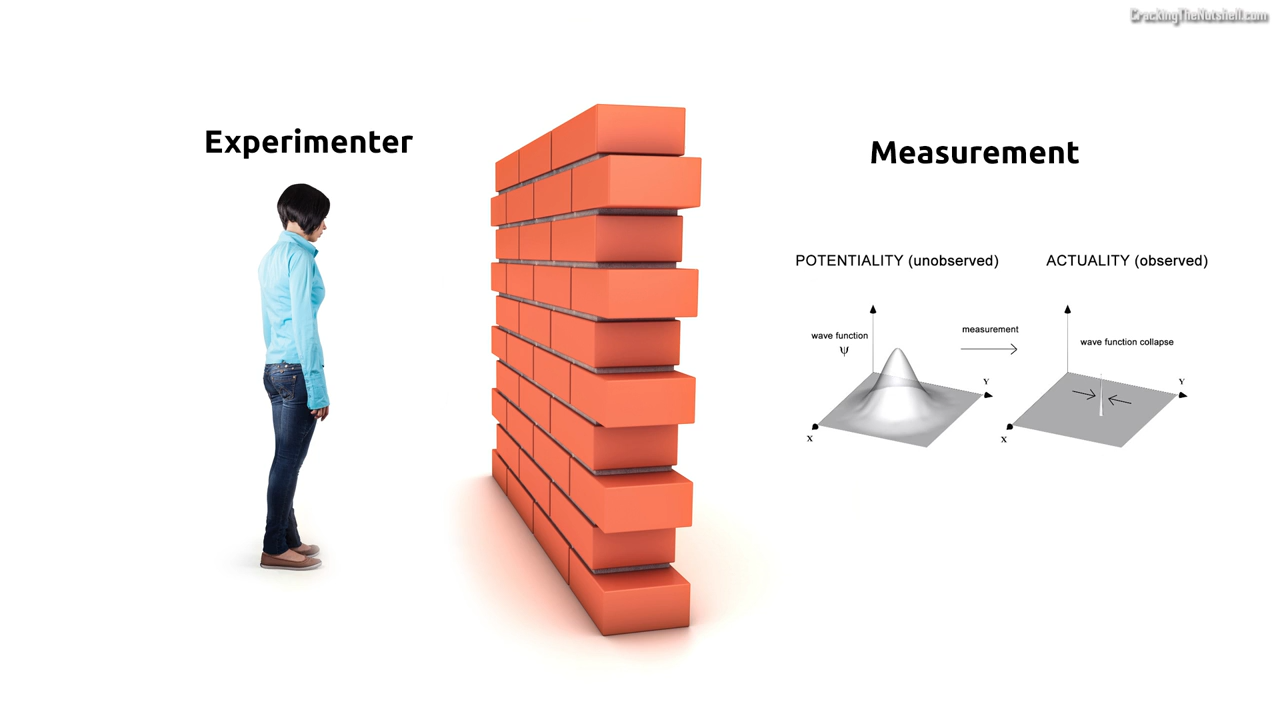 CrackingTheNutshell.com
Experimenter
Measurement
POTENTIALITY (unobserved)
ACTUALITY (observed)
wave function
ψ
measurement
wave function collapse
Y
X
Y
X